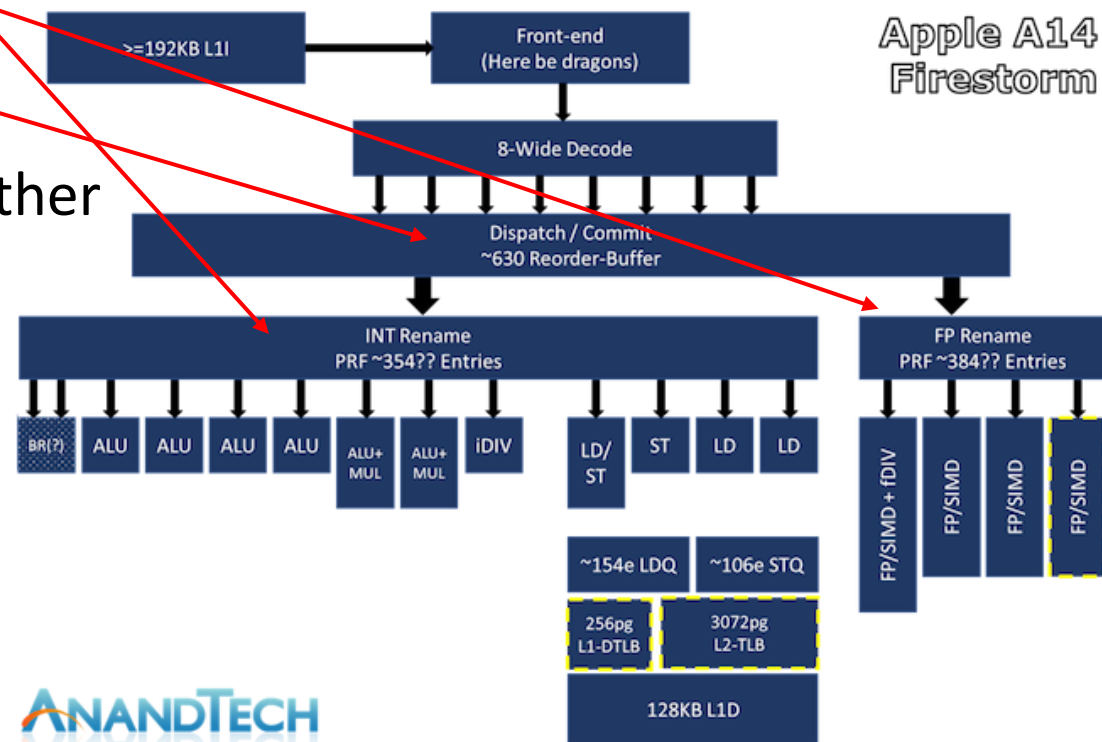 Apple A14
Firestorm
>=192KB L1I
Front-end
(Here be dragons)
8-Wide Decode
ther
Dispatch / Commit
~630 Reorder-Buffer
INT Rename
PRF ~354?? Entries
FP Rename
PRF ~384?? Entries
BR(?)
ALU
ALU
ALU
ALU
ALU+
MUL
ALU+
MUL
iDIV
LD/
ST
ST
LD
LD
FP/SIMD + fDIV
FP/SIMD
FP/SIMD
FP/SIMD
~154e LDQ
~106e STQ
256pg
L1-DTLB
3072pg
L2-TLB
128KB L1D
ANANDTECH